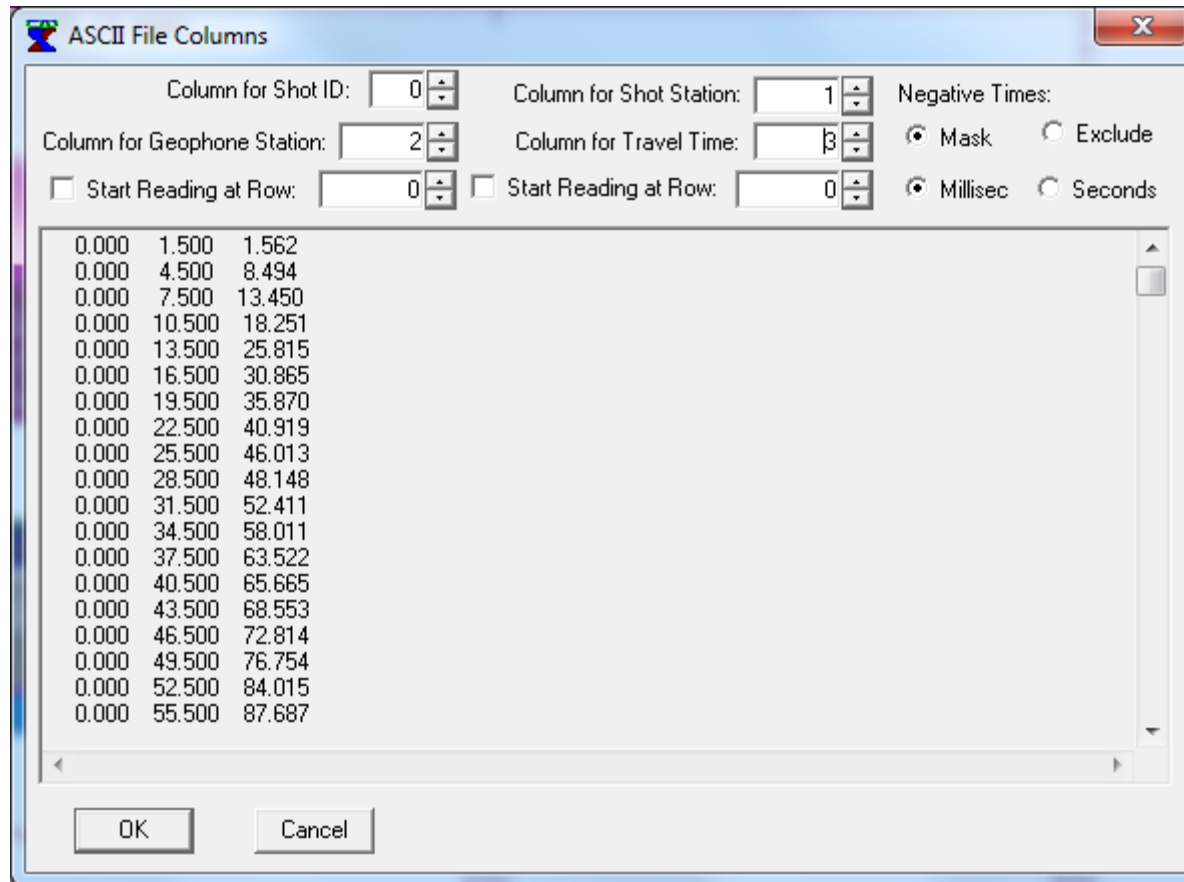 ASCII File Columns
Column for Shot ID: 0 Column for Shot Station: 1 Negative Times:
Column for Geophone Station: 2 Column for Travel Time: 3 Mask Exclude
Start Reading at Row: 0 Start Reading at Row: 0 Millisec Seconds
0.000 1.500 1.562
0.000 4.500 8.494
0.000 7.500 13.450
0.000 10.500 18.251
0.000 13.500 25.815
0.000 16.500 30.865
0.000 19.500 35.870
0.000 22.500 40.919
0.000 25.500 46.013
0.000 28.500 48.148
0.000 31.500 52.411
0.000 34.500 58.011
0.000 37.500 63.522
0.000 40.500 65.665
0.000 43.500 68.553
0.000 46.500 72.814
0.000 49.500 76.754
0.000 52.500 84.015
0.000 55.500 87.687
OK Cancel